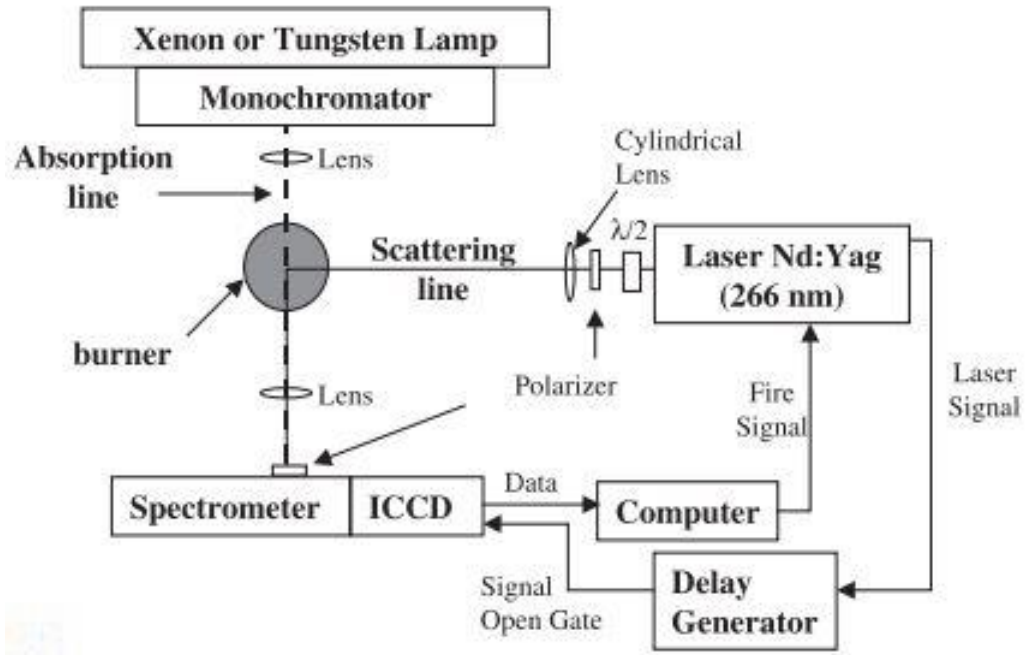 Xenon or Tungsten Lamp
Monochromator
Absorption
line
Lens
Cylindrical
Lens
λ/2
Scattering
line
Laser Nd:Yag
(266 nm)
burner
Lens
Polarizer
Fire
Signal
Laser
Signal
Spectrometer
ICCD
Data
Computer
Signal
Open Gate
Delay
Generator